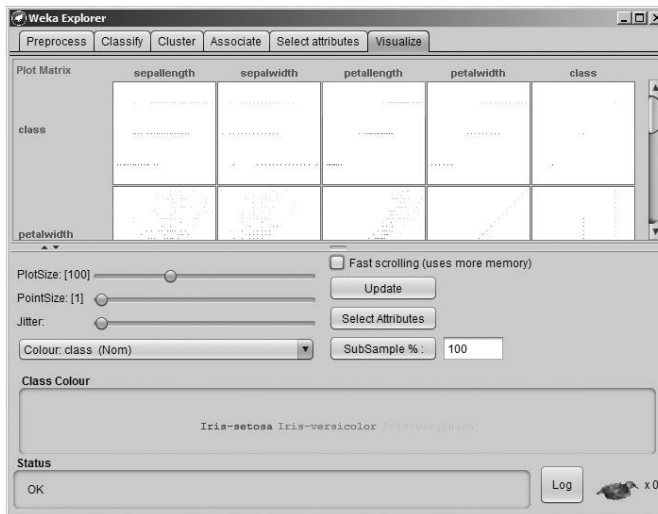 Weka Explorer
Preprocess Classify Cluster Associate Select attributes Visualize
Plot Matrix sepallength sepalwidth petallength petalwidth class
class
petalwidth
PlotSize: [100]
Fast scrolling (uses more memory)
PointSize: [1]
Update
Jitter:
Select Attributes
Colour: class (Nom)
SubSample % : 100
Class Colour
Iris-setosa Iris-versicolor Iris-virginica
Status
OK
Log
x 0